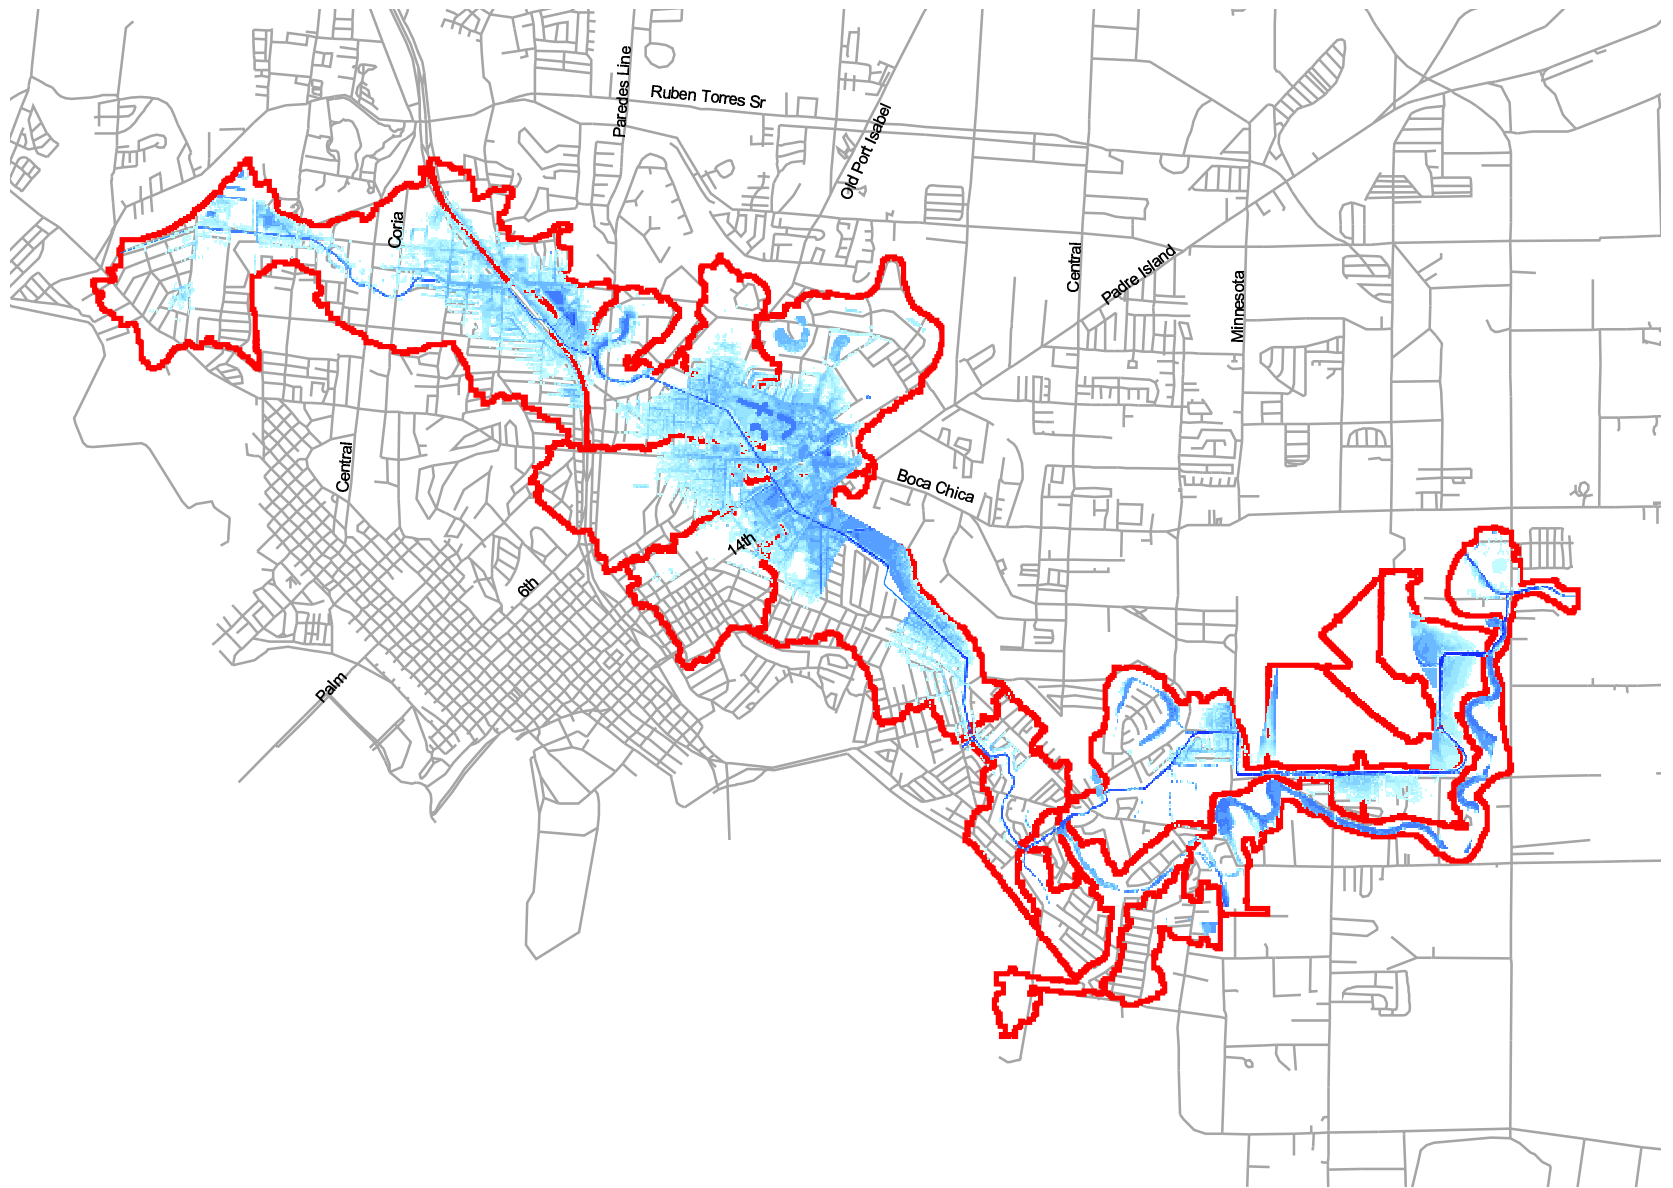 Paredes Line
Ruben Torres Sr
Old Port Isabel
Coria
Central
Padre Island
Minnesota
Central
Boca Chica
14th
6th
Palm